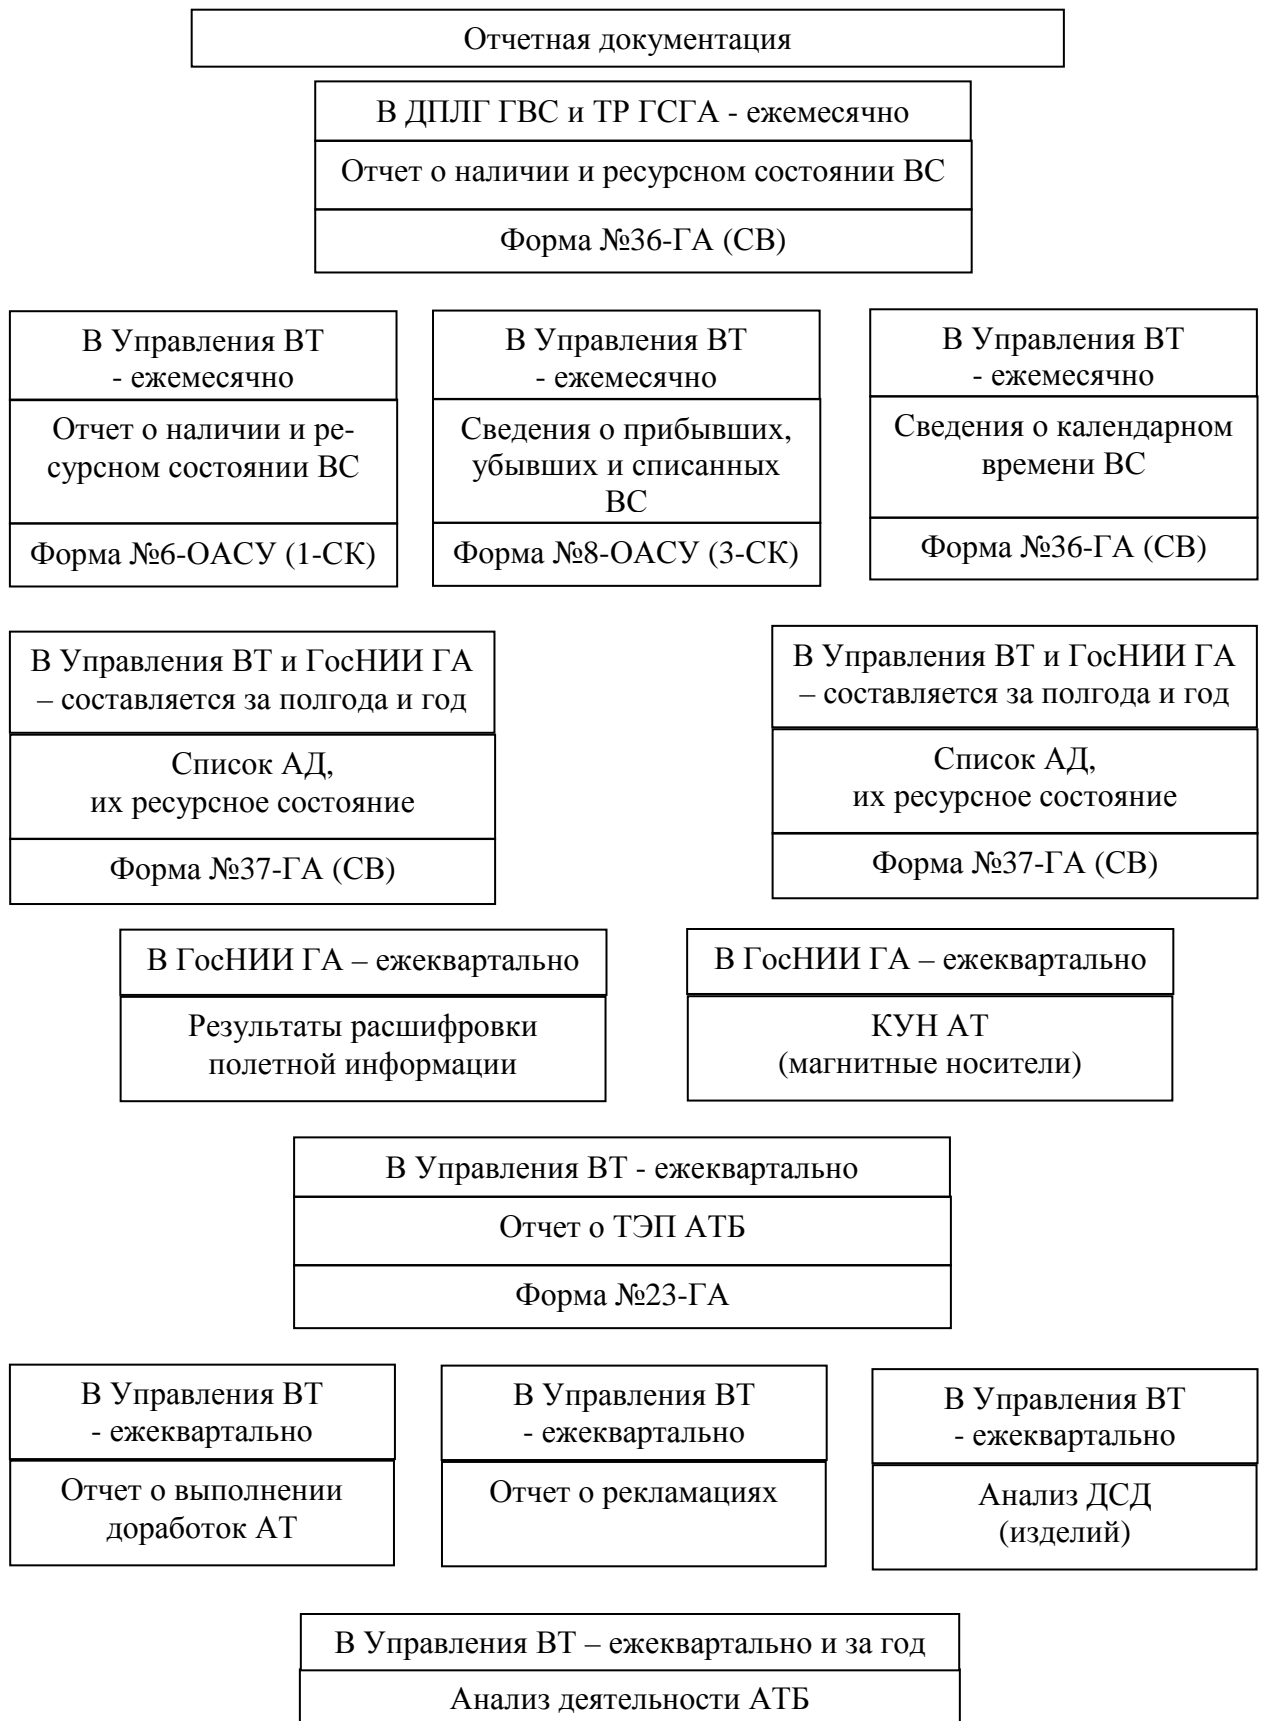 Отчетная документация
В ДПЛГ ГВС и ТР ГСГА - ежемесячно
Отчет о наличии и ресурсном состоянии ВС
Форма №36-ГА (СВ)
В Управления ВТ
- ежемесячно
Отчет о наличии и ре-
сурсном состоянии ВС
Форма №6-ОАСУ (1-СК)
В Управления ВТ
- ежемесячно
Сведения о прибывших,
убывших и списанных
ВС
Форма №8-ОАСУ (3-СК)
В Управления ВТ
- ежемесячно
Сведения о календарном
времени ВС
Форма №36-ГА (СВ)
В Управления ВТ и ГосНИИ ГА
– составляется за полгода и год
Список АД,
их ресурсное состояние
Форма №37-ГА (СВ)
В Управления ВТ и ГосНИИ ГА
– составляется за полгода и год
Список АД,
их ресурсное состояние
Форма №37-ГА (СВ)
В ГосНИИ ГА – ежеквартально
Результаты расшифровки
полетной информации
В ГосНИИ ГА – ежеквартально
КУН АТ
(магнитные носители)
В Управления ВТ - ежеквартально
Отчет о ТЭП АТБ
Форма №23-ГА
В Управления ВТ
- ежеквартально
Отчет о выполнении
доработок АТ
В Управления ВТ
- ежеквартально
Отчет о рекламациях
В Управления ВТ
- ежеквартально
Анализ ДСД
(изделий)
В Управления ВТ – ежеквартально и за год
Анализ деятельности АТБ